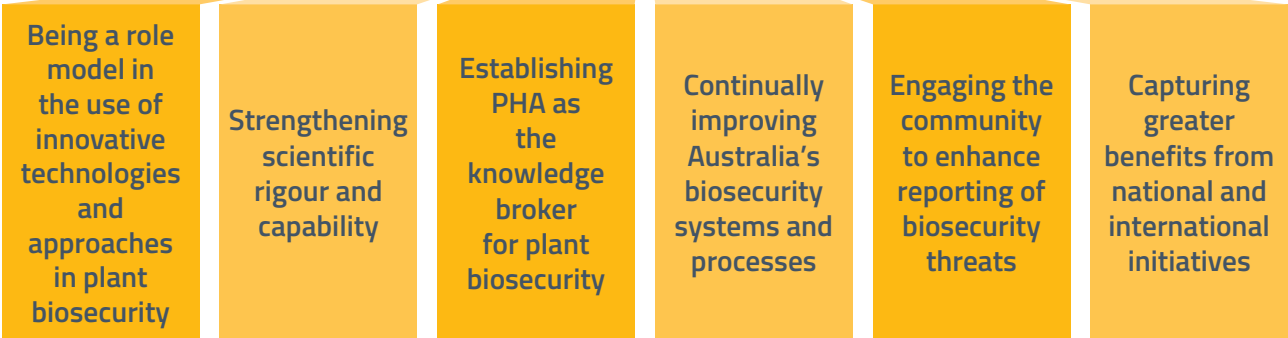 Being a role
model in
the use of
innovative
technologies
and
approaches
in plant
biosecurity
Strengthening
scientific
rigour and
capability
Establishing
PHA as
the
knowledge
broker
for plant
biosecurity
Continually
improving
Australia’s
biosecurity
systems and
processes
Engaging the
community
to enhance
reporting of
biosecurity
threats
Capturing
greater
benefits from
national and
international
initiatives